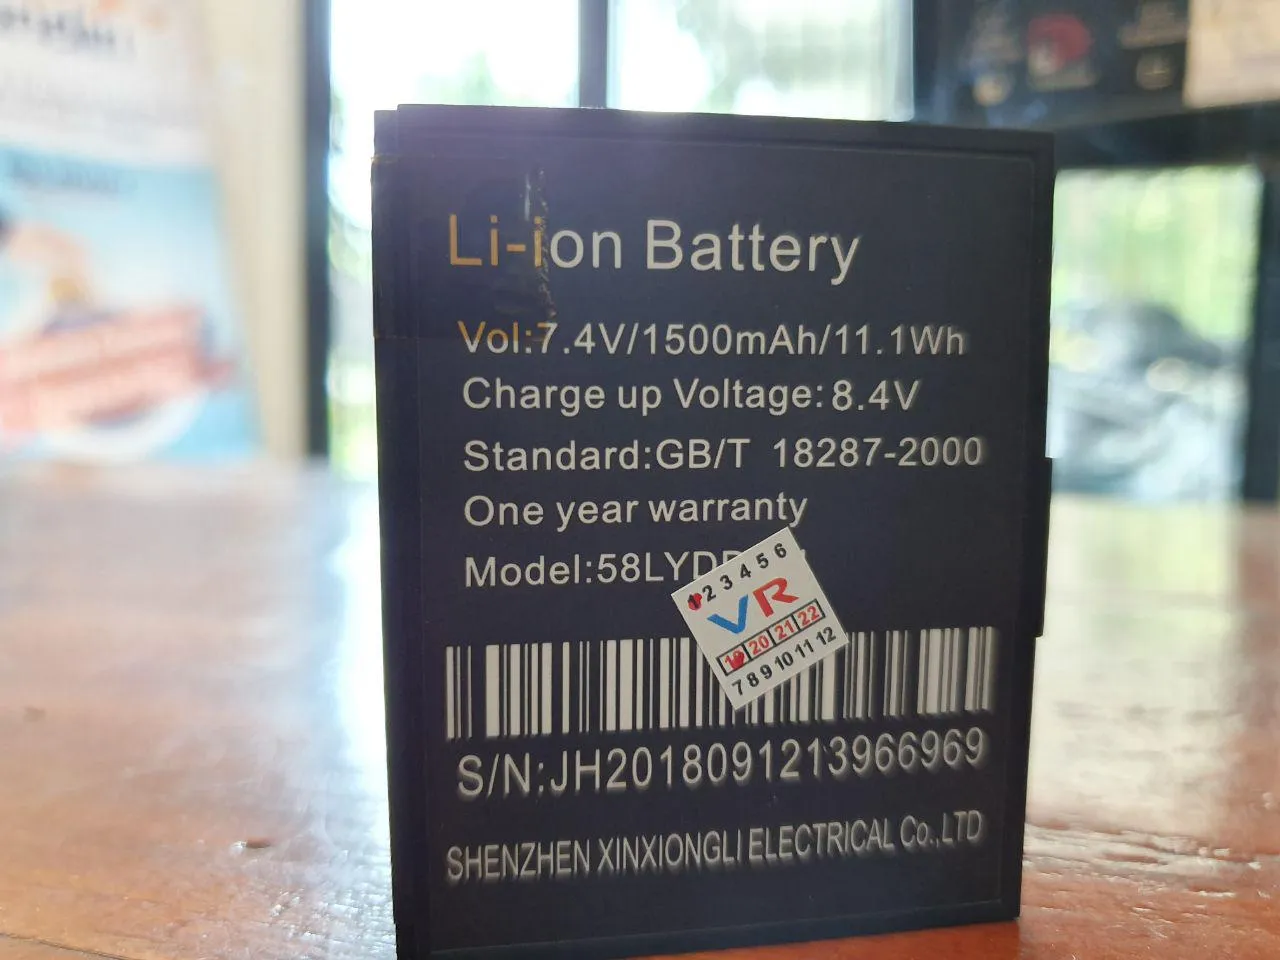 Li-Ion Battery
Vol:7.4V/1500mAh/11.1Wh
Charge up Voltage:8.4V
Standard:GB/T 18287-2000
One year warranty
Model:
1 2 3 4 5 6
VR
19 20 21 22
7 8 9 10 11 12
S/N:JH2018091213966969
SHENZHEN XINXIONGLI ELECTRICAL Co.,LTD